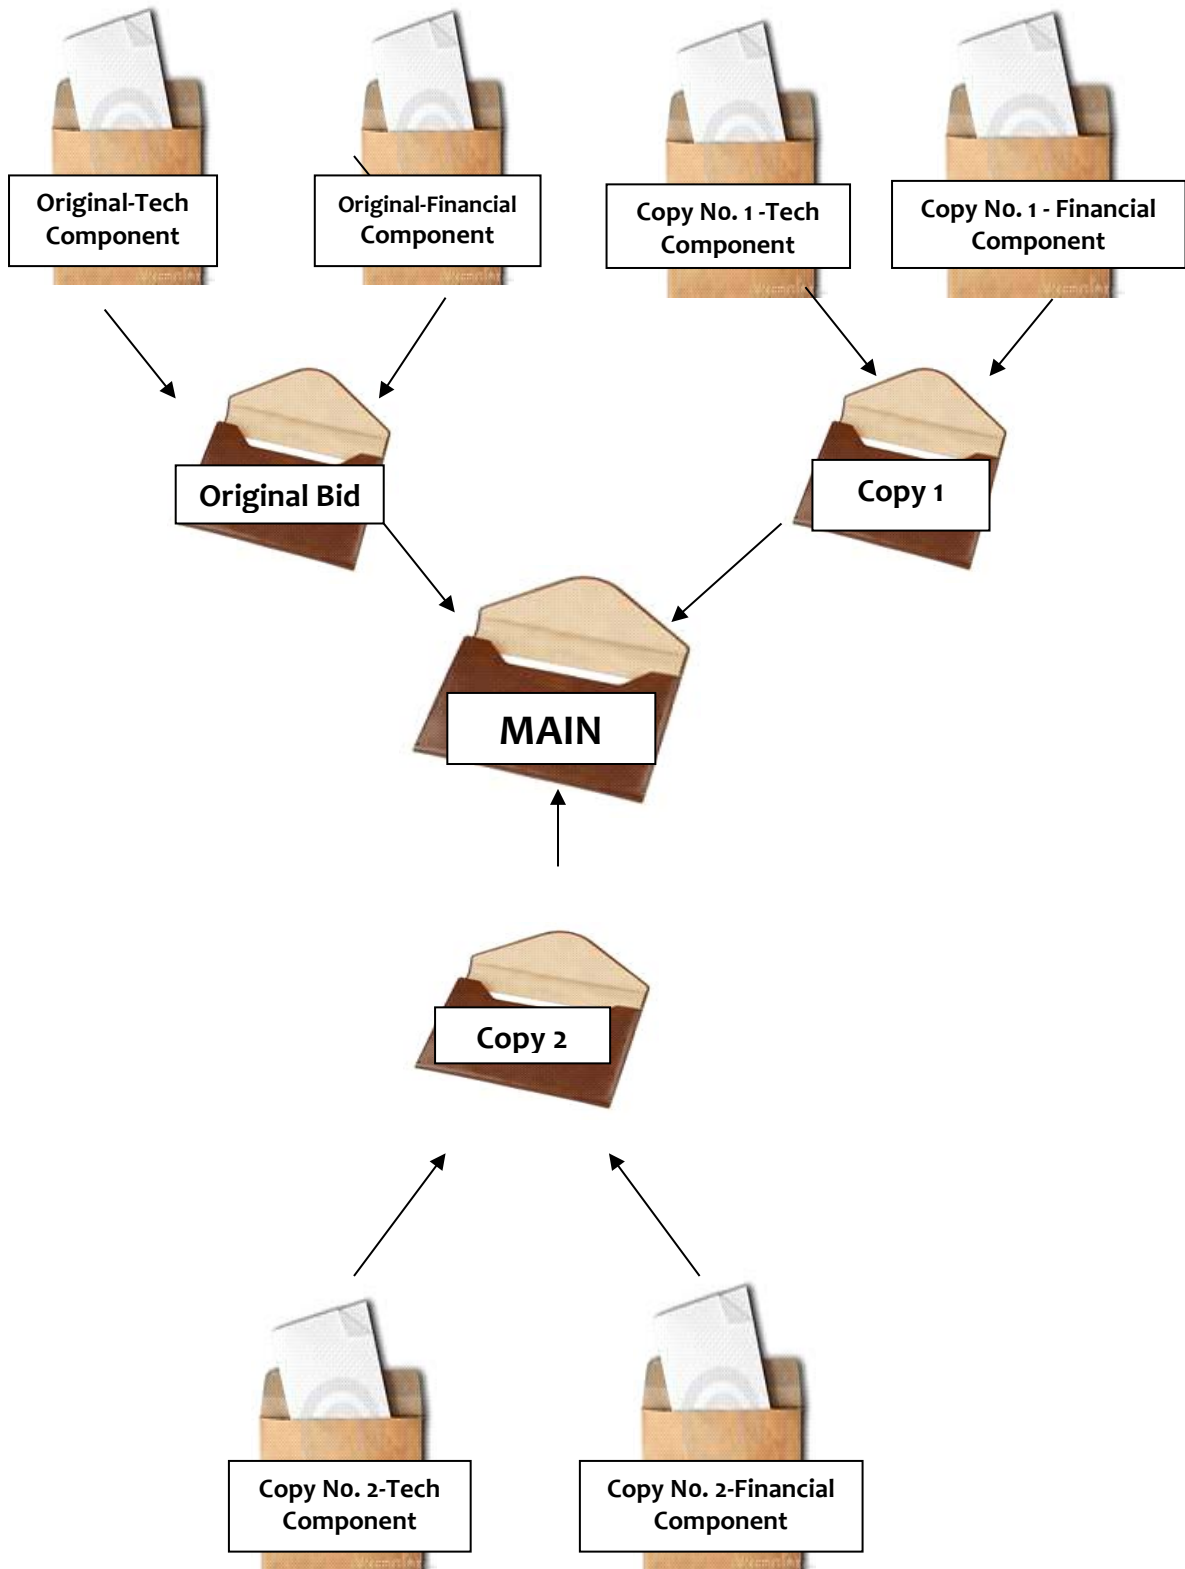 Original-Tech
Component
Original-Financial
Component
Copy No. 1 -Tech
Component
Copy No. 1 - Financial
Component
Original Bid
Copy 1
MAIN
Copy 2
Copy No. 2-Tech
Component
Copy No. 2-Financial
Component